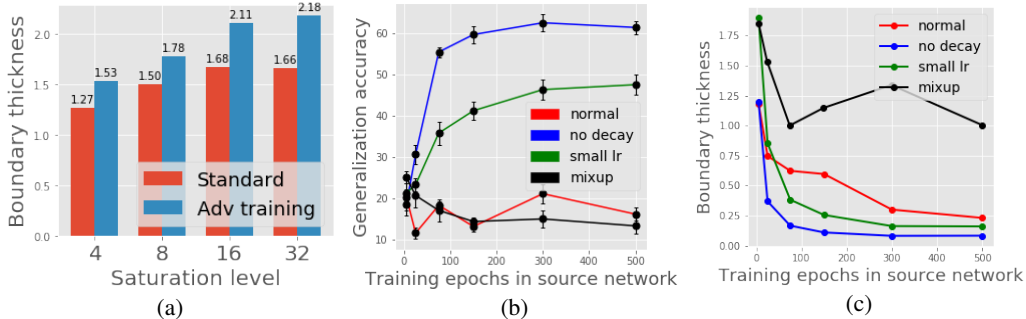 Boundary thickness
2.0
1.5
1.0
0.5
0.0
1.27
1.53
1.50
1.78
1.68
2.11
1.66
2.18
Standard
Adv training
4
8
16
32
Saturation level
(a)
Generalization accuracy
60
50
40
30
20
10
normal
no decay
small lr
mixup
0
100
200
300
400
500
Training epochs in source network
(b)
Boundary thickness
1.75
1.50
1.25
1.00
0.75
0.50
0.25
0.00
normal
no decay
small lr
mixup
0
100
200
300
400
500
Training epochs in source network
(c)